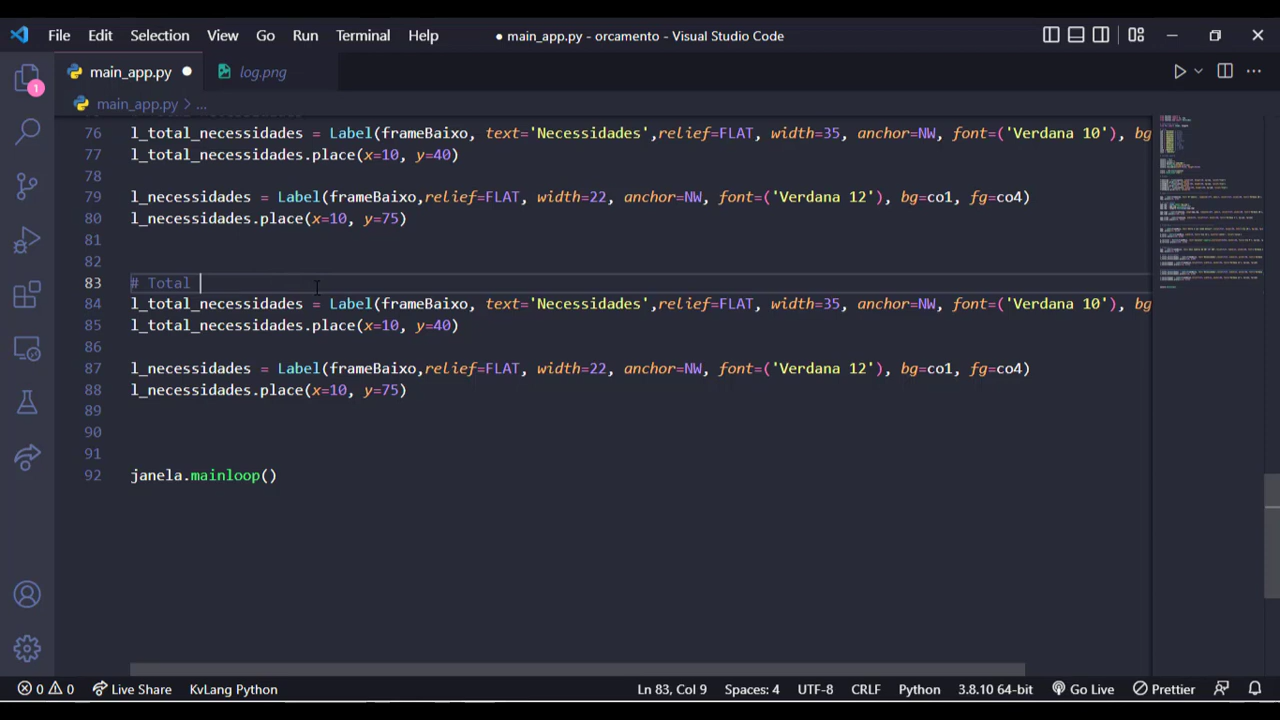 File Edit Selection View Go Run Terminal Help ● main_app.py - orcamento - Visual Studio Code
main_app.py ● log.png
main_app.py > ...
76 l_total_necessidades = Label(frameBaixo, text='Necessidades',relief=FLAT, width=35, anchor=NW, font=('Verdana 10'), bg
77 l_total_necessidades.place(x=10, y=40)
78
79 l_necessidades = Label(frameBaixo,relief=FLAT, width=22, anchor=NW, font=('Verdana 12'), bg=co1, fg=co4)
80 l_necessidades.place(x=10, y=75)
81
82
83 # Total
84 l_total_necessidades = Label(frameBaixo, text='Necessidades',relief=FLAT, width=35, anchor=NW, font=('Verdana 10'), bg
85 l_total_necessidades.place(x=10, y=40)
86
87 l_necessidades = Label(frameBaixo,relief=FLAT, width=22, anchor=NW, font=('Verdana 12'), bg=co1, fg=co4)
88 l_necessidades.place(x=10, y=75)
89
90
91
92 janela.mainloop()
1
0 0 Live Share KvLang Python Ln 83, Col 9 Spaces: 4 UTF-8 CRLF Python 3.8.10 64-bit Go Live Prettier